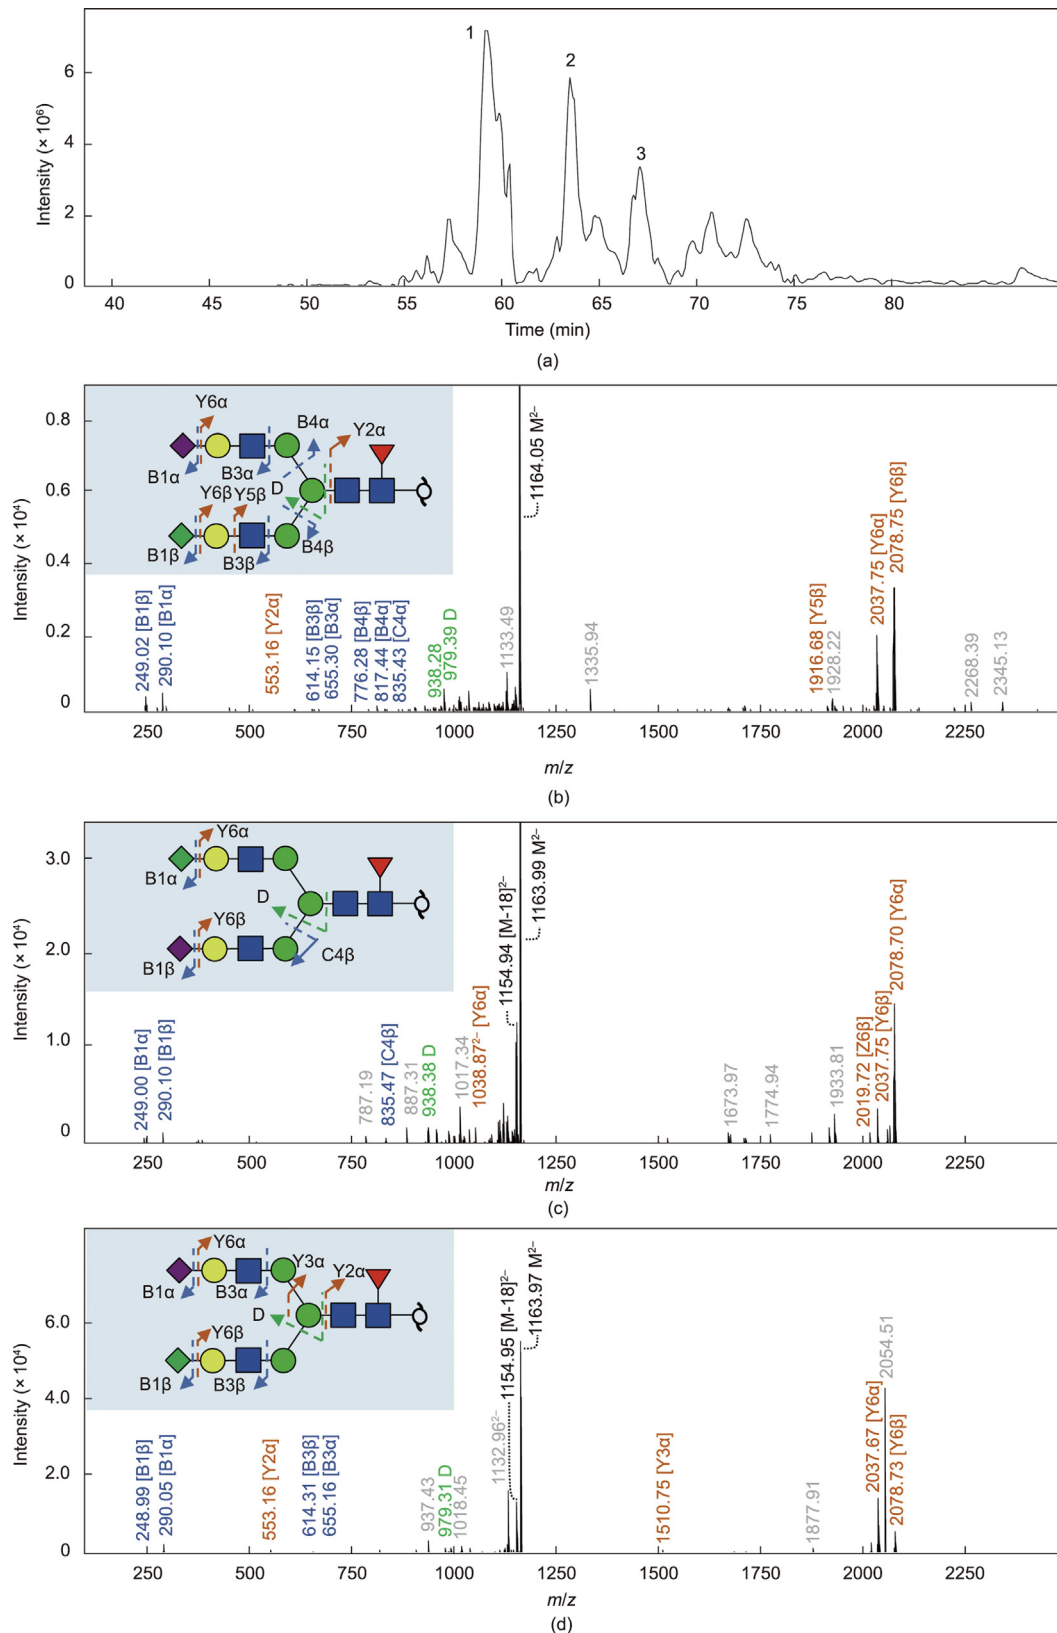 1
2
3
6
4
2
0
Intensity (× 10⁶)
40 45 50 55 60 65 70 75 80
Time (min)
(a)
0.8
0.6
0.4
0.2
0
Intensity (× 10⁴)
Y6α
B4α
Y2α
B1α
B3α
Y6β Y5β
D
B1β
B3β
B4β
249.02 [B1β]
290.10 [B1α]
553.16 [Y2α]
614.15 [B3β]
655.30 [B3α]
776.28 [B4β]
817.44 [B4α]
835.43 [C4α]
938.28
979.39 D
1133.49
1164.05 M²⁻
1335.94
1916.68 [Y5β]
1928.22
2037.75 [Y6α]
2078.75 [Y6β]
2268.39
2345.13
250 500 750 1000 1250 1500 1750 2000 2250
m/z
(b)
3.0
2.0
1.0
0
Intensity (× 10⁴)
Y6α
B1α
D
Y6β
B1β
C4β
249.00 [B1α]
290.10 [B1β]
787.19
835.47 [C4β]
887.31
938.38 D
1017.34
1038.87²⁻ [Y6α]
1154.94 [M-18]²⁻
1163.99 M²⁻
1673.97
1774.94
1933.81
2019.72 [Z6β]
2037.75 [Y6β]
2078.70 [Y6α]
250 500 750 1000 1250 1500 1750 2000 2250
m/z
(c)
6.0
4.0
2.0
0
Intensity (× 10⁴)
Y6α
Y3α
Y2α
B1α
B3α
D
Y6β
B1β
B3β
248.99 [B1β]
290.05 [B1α]
553.16 [Y2α]
614.31 [B3β]
655.16 [B3α]
937.43
979.31 D
1018.45
1132.96²⁻
1154.95 [M-18]²⁻
1163.97 M²⁻
1510.75 [Y3α]
1877.91
2037.67 [Y6α]
2054.51
2078.73 [Y6β]
250 500 750 1000 1250 1500 1750 2000 2250
m/z
(d)